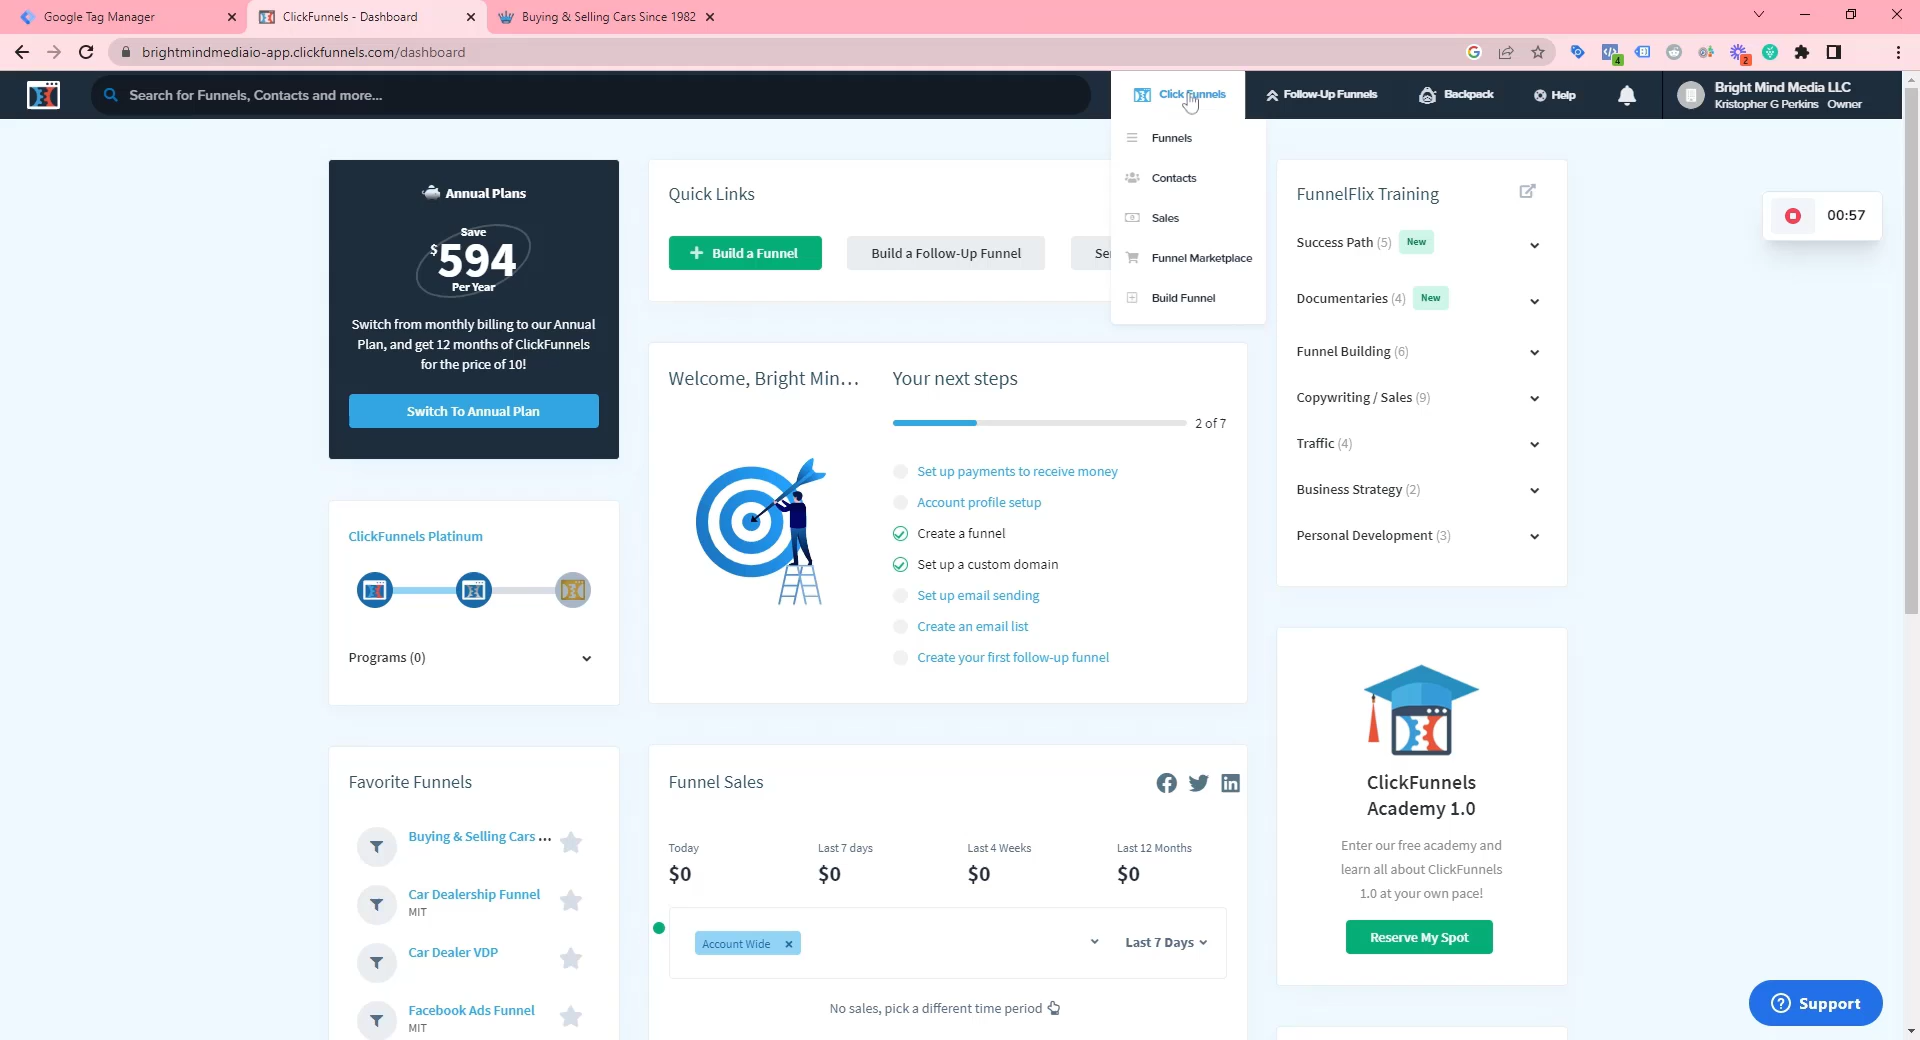 Google Tag Manager
ClickFunnels - Dashboard
Buying & Selling Cars Since 1982
brightmindmediaio-app.clickfunnels.com/dashboard
4
2
Search for Funnels, Contacts and more...
Click Funnels
Follow-Up Funnels
Backpack
Help
Bright Mind Media LLC
Kristopher G Perkins Owner
Funnels
Contacts
Sales
Funnel Marketplace
Build Funnel
Annual Plans
Save
$594
Per Year
Switch from monthly billing to our Annual
Plan, and get 12 months of ClickFunnels
for the price of 10!
Switch To Annual Plan
ClickFunnels Platinum
Programs (0)
Favorite Funnels
Buying & Selling Cars ...
Car Dealership Funnel
MIT
Car Dealer VDP
Facebook Ads Funnel
MIT
Quick Links
Build a Funnel
Build a Follow-Up Funnel
Se
Welcome, Bright Min...
Your next steps
2 of 7
Set up payments to receive money
Account profile setup
Create a funnel
Set up a custom domain
Set up email sending
Create an email list
Create your first follow-up funnel
Funnel Sales
Today
$0
Last 7 days
$0
Last 4 Weeks
$0
Last 12 Months
$0
Account Wide
Last 7 Days
No sales, pick a different time period
FunnelFlix Training
Success Path (5) New
Documentaries (4) New
Funnel Building (6)
Copywriting / Sales (9)
Traffic (4)
Business Strategy (2)
Personal Development (3)
ClickFunnels
Academy 1.0
Enter our free academy and
learn all about ClickFunnels
1.0 at your own pace!
Reserve My Spot
00:57
Support